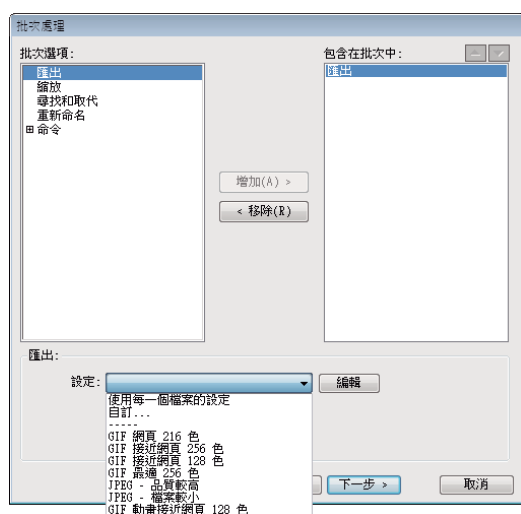 批次處理
批次選項:
包含在批次中:
匯出
縮放
尋找和取代
重新命名
命令
匯出
增加(A) >
< 移除(R)
匯出:
設定:
編輯
使用每一個檔案的設定
自訂...
-----
GIF 網頁 216 色
GIF 接近網頁 256 色
GIF 接近網頁 128 色
GIF 最適 256 色
JPEG - 品質較高
JPEG - 檔案較小
GIF 動畫接近網頁 128 色
下一步 >
取消